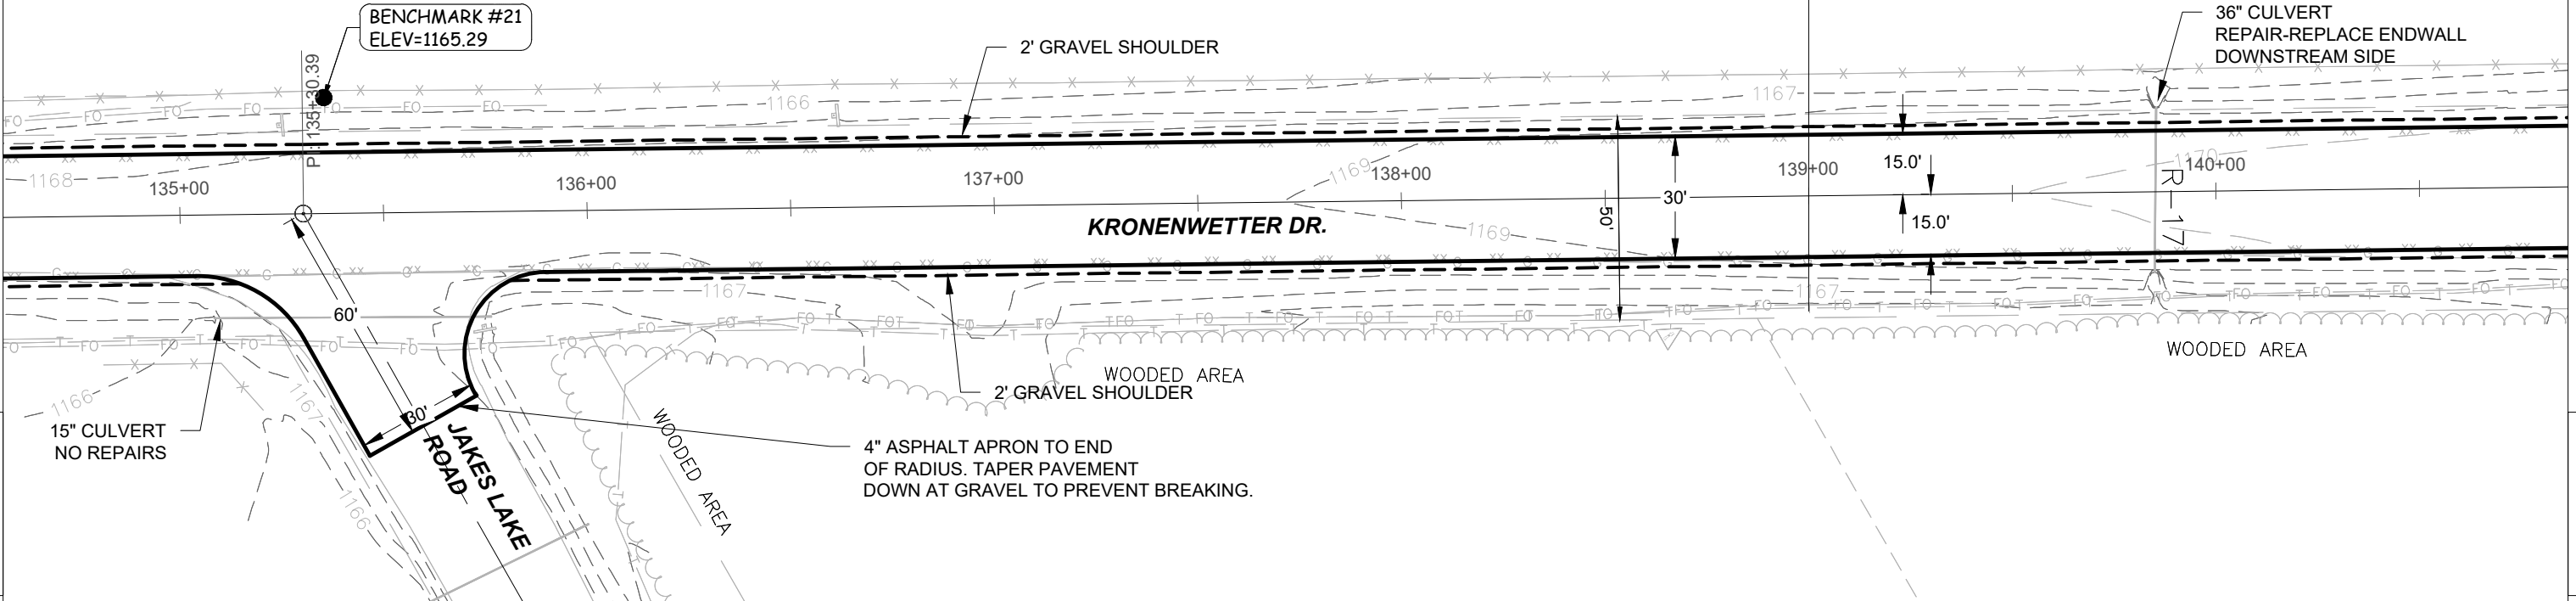 BENCHMARK #21
ELEV=1165.29
2' GRAVEL SHOULDER
36" CULVERT
REPAIR-REPLACE ENDWALL
DOWNSTREAM SIDE
PI: 135+30.39
1166
1167
1168
1169
1170
135+00
136+00
137+00
138+00
139+00
140+00
15.0'
15.0'
30'
50'
R-17
KRONENWETTER DR.
1169
1167
1167
60'
30'
WOODED AREA
WOODED AREA
2' GRAVEL SHOULDER
1166
1167
15" CULVERT
NO REPAIRS
JAKES LAKE
ROAD
WOODED AREA
4" ASPHALT APRON TO END
OF RADIUS. TAPER PAVEMENT
DOWN AT GRAVEL TO PREVENT BREAKING.
1166